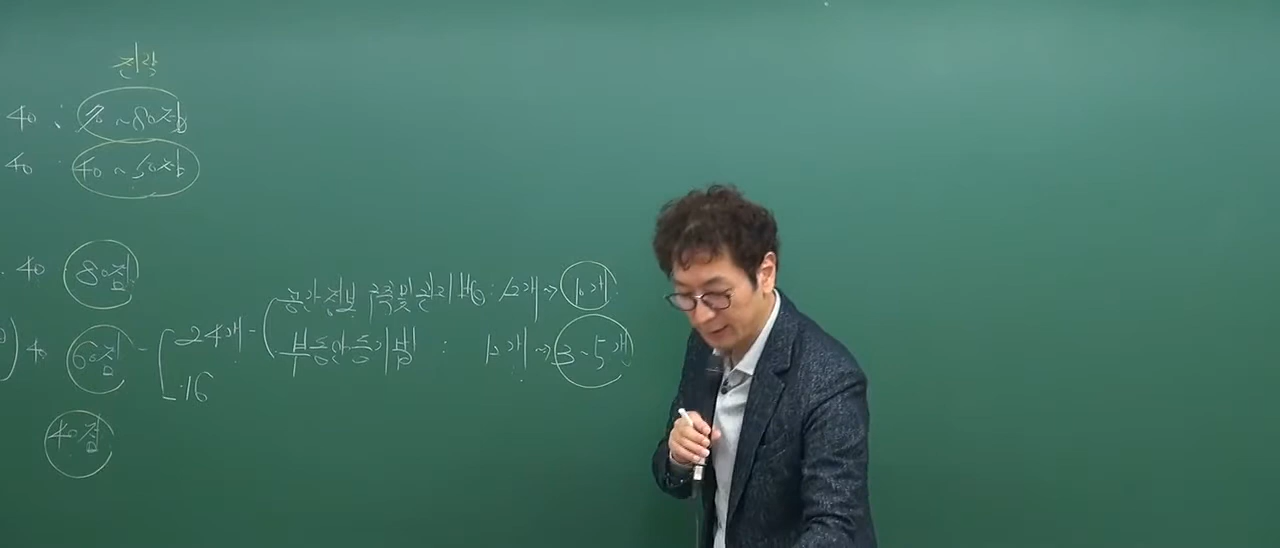 전략
40 : 70 ~ 80점
40 40 ~ 50점
40 80점
공간정보 구축 및 관리 법 : 12개 → 10개
) 40 60점 - 24개 -
부동산등기법 : 12개 → 3 ~ 5개
16
40점